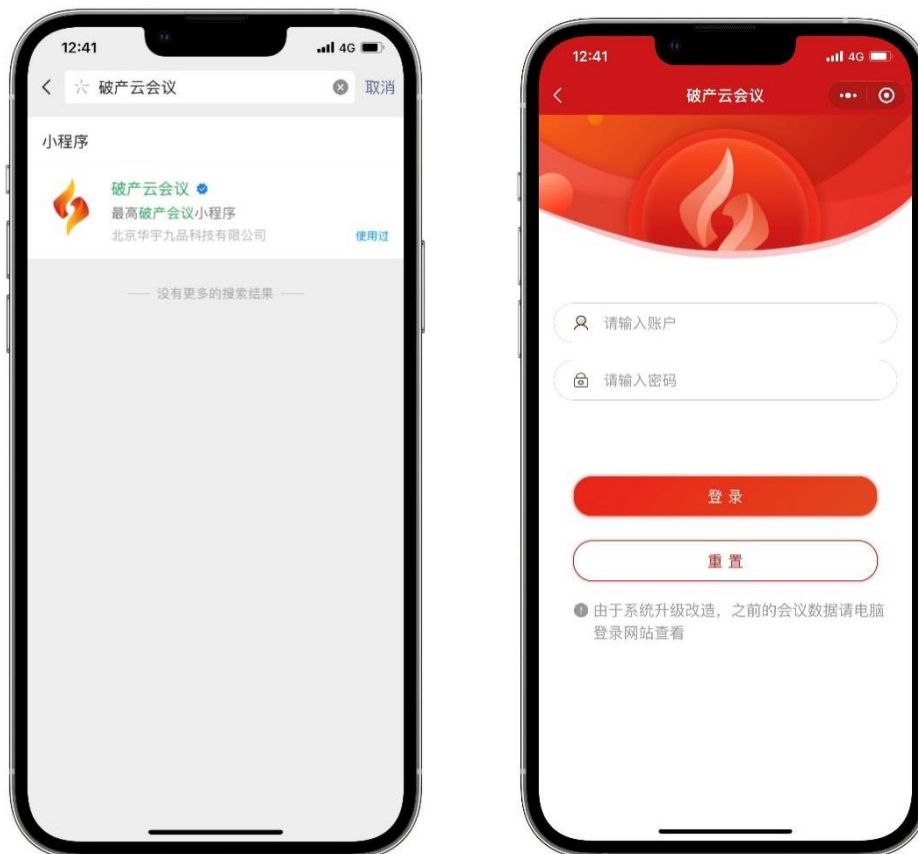 12:41
4G
破产云会议
取消
小程序
破产云会议
最高破产会议小程序
北京华宇九品科技有限公司
使用过
没有更多的搜索结果
12:41
4G
破产云会议
请输入账户
请输入密码
登录
重置
由于系统升级改造，之前的会议数据请电脑
登录网站查看